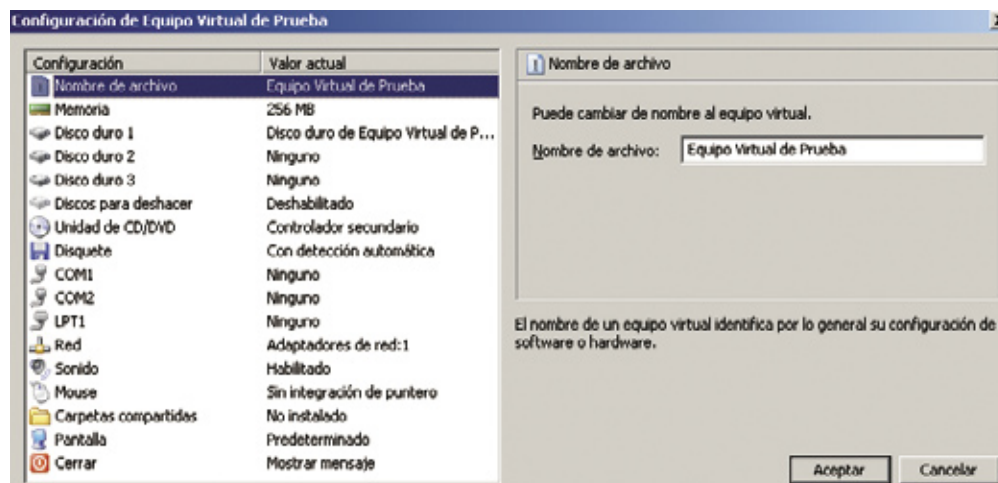 Configuración de Equipo Virtual de Prueba
Configuración Valor actual
Nombre de archivo Equipo Virtual de Prueba
Memoria 256 MB
Disco duro 1 Disco duro de Equipo Virtual de P...
Disco duro 2 Ninguno
Disco duro 3 Ninguno
Discos para deshacer Deshabilitado
Unidad de CD/DVD Controlador secundario
Disquete Con detección automática
COM1 Ninguno
COM2 Ninguno
LPT1 Ninguno
Red Adaptadores de red:1
Sonido Habilitado
Mouse Sin integración de puntero
Carpetas compartidas No instalado
Pantalla Predeterminado
Cerrar Mostrar mensaje
Nombre de archivo
Puede cambiar de nombre al equipo virtual.
Nombre de archivo: Equipo Virtual de Prueba
El nombre de un equipo virtual identifica por lo general su configuración de
software o hardware.
Aceptar Cancelar